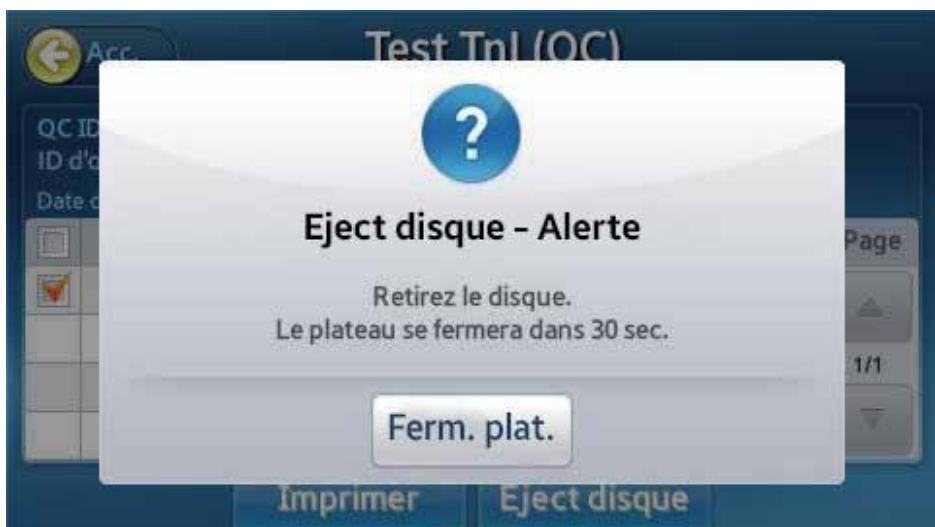 Acc.
Test TnI (QC)
QC ID
ID d'o
Date d
Page
?
Eject disque – Alerte
Retirez le disque.
Le plateau se fermera dans 30 sec.
1/1
Ferm. plat.
Imprimer
Eject disque